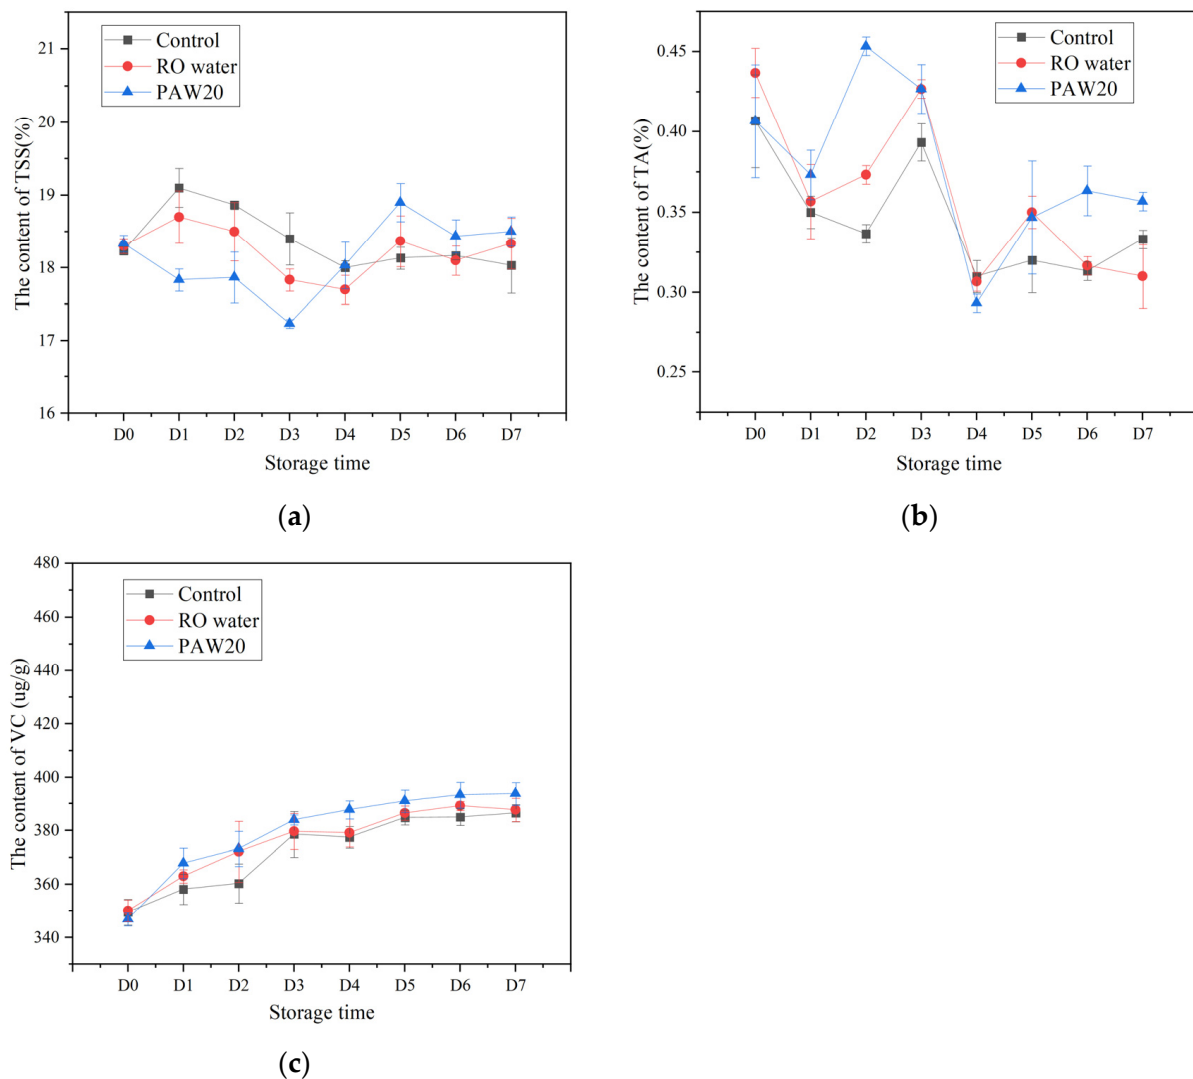 Control
RO water
PAW20
21
20
19
18
17
16
The content of TSS(%)
D0 D1 D2 D3 D4 D5 D6 D7
Storage time
(a)
Control
RO water
PAW20
0.45
0.40
0.35
0.30
0.25
The content of TA(%)
D0 D1 D2 D3 D4 D5 D6 D7
Storage time
(b)
Control
RO water
PAW20
480
460
440
420
400
380
360
340
The content of VC (ug/g)
D0 D1 D2 D3 D4 D5 D6 D7
Storage time
(c)